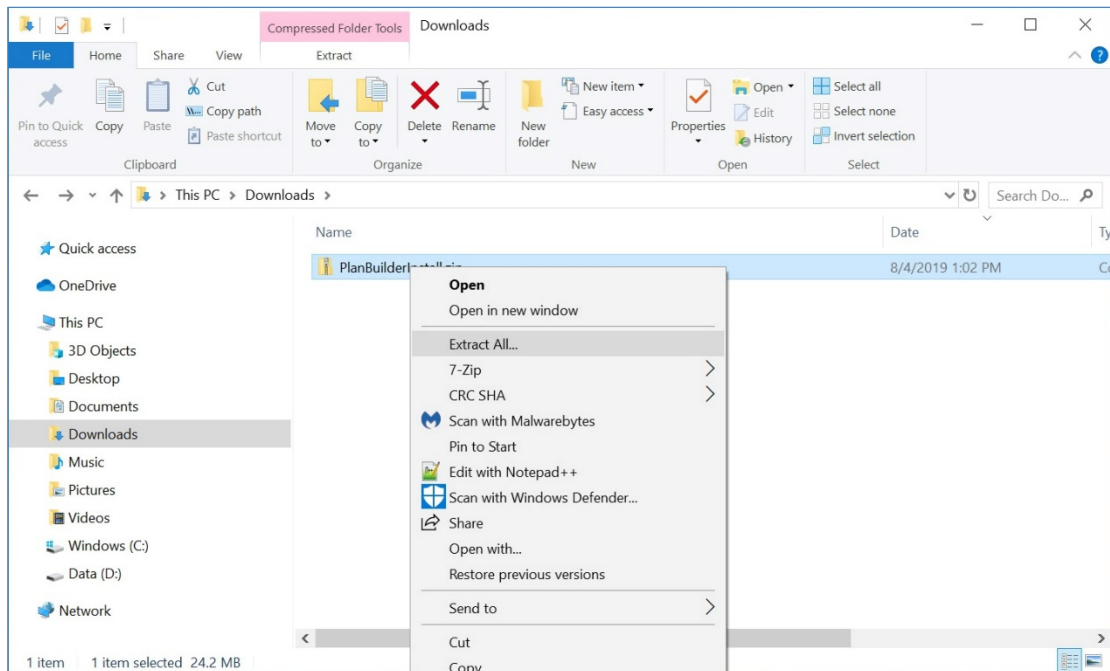 Compressed Folder Tools
Downloads
File
Home
Share
View
Extract
Pin to Quick access
Copy
Paste
Cut
Copy path
Paste shortcut
Clipboard
Move to
Copy to
Delete
Rename
Organize
New folder
New item
Easy access
New
Properties
Open
Edit
History
Open
Select all
Select none
Invert selection
Select
This PC
Downloads
Search Do...
Name
Date
Quick access
OneDrive
This PC
3D Objects
Desktop
Documents
Downloads
Music
Pictures
Videos
Windows (C:)
Data (D:)
Network
8/4/2019 1:02 PM
Open
Open in new window
Extract All...
7-Zip
CRC SHA
Scan with Malwarebytes
Pin to Start
Edit with Notepad++
Scan with Windows Defender...
Share
Open with...
Restore previous versions
Send to
Cut
Copy
1 item
1 item selected 24.2 MB